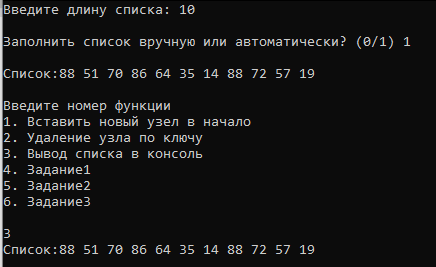 Введите длину списка: 10
Заполнить список вручную или автоматически? (0/1) 1
Список:88 51 70 86 64 35 14 88 72 57 19
Введите номер функции
1. Вставить новый узел в начало
2. Удаление узла по ключу
3. Вывод списка в консоль
4. Задание1
5. Задание2
6. Задание3
3
Список:88 51 70 86 64 35 14 88 72 57 19